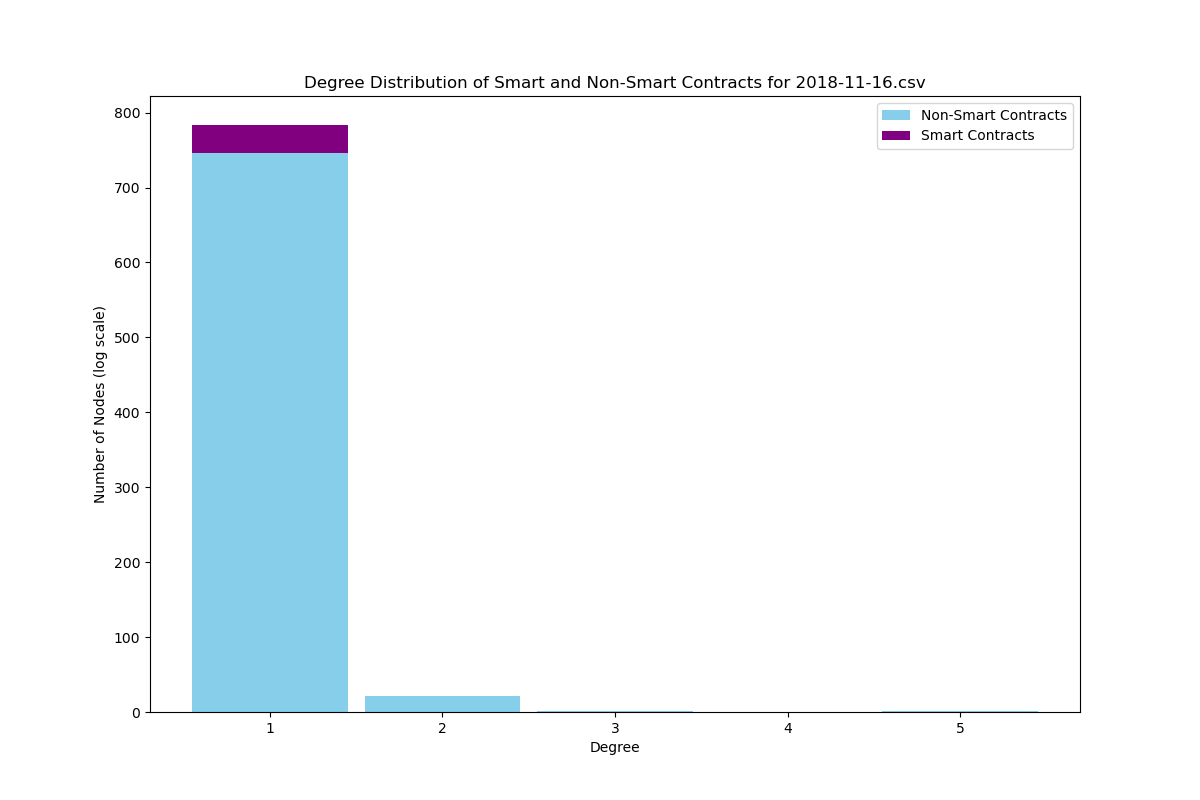 Degree Distribution of Smart and Non-Smart Contracts for 2018-11-16.csv
Non-Smart Contracts
Smart Contracts
Number of Nodes (log scale)
800
700
600
500
400
300
200
100
0
1 2 3 4 5
Degree